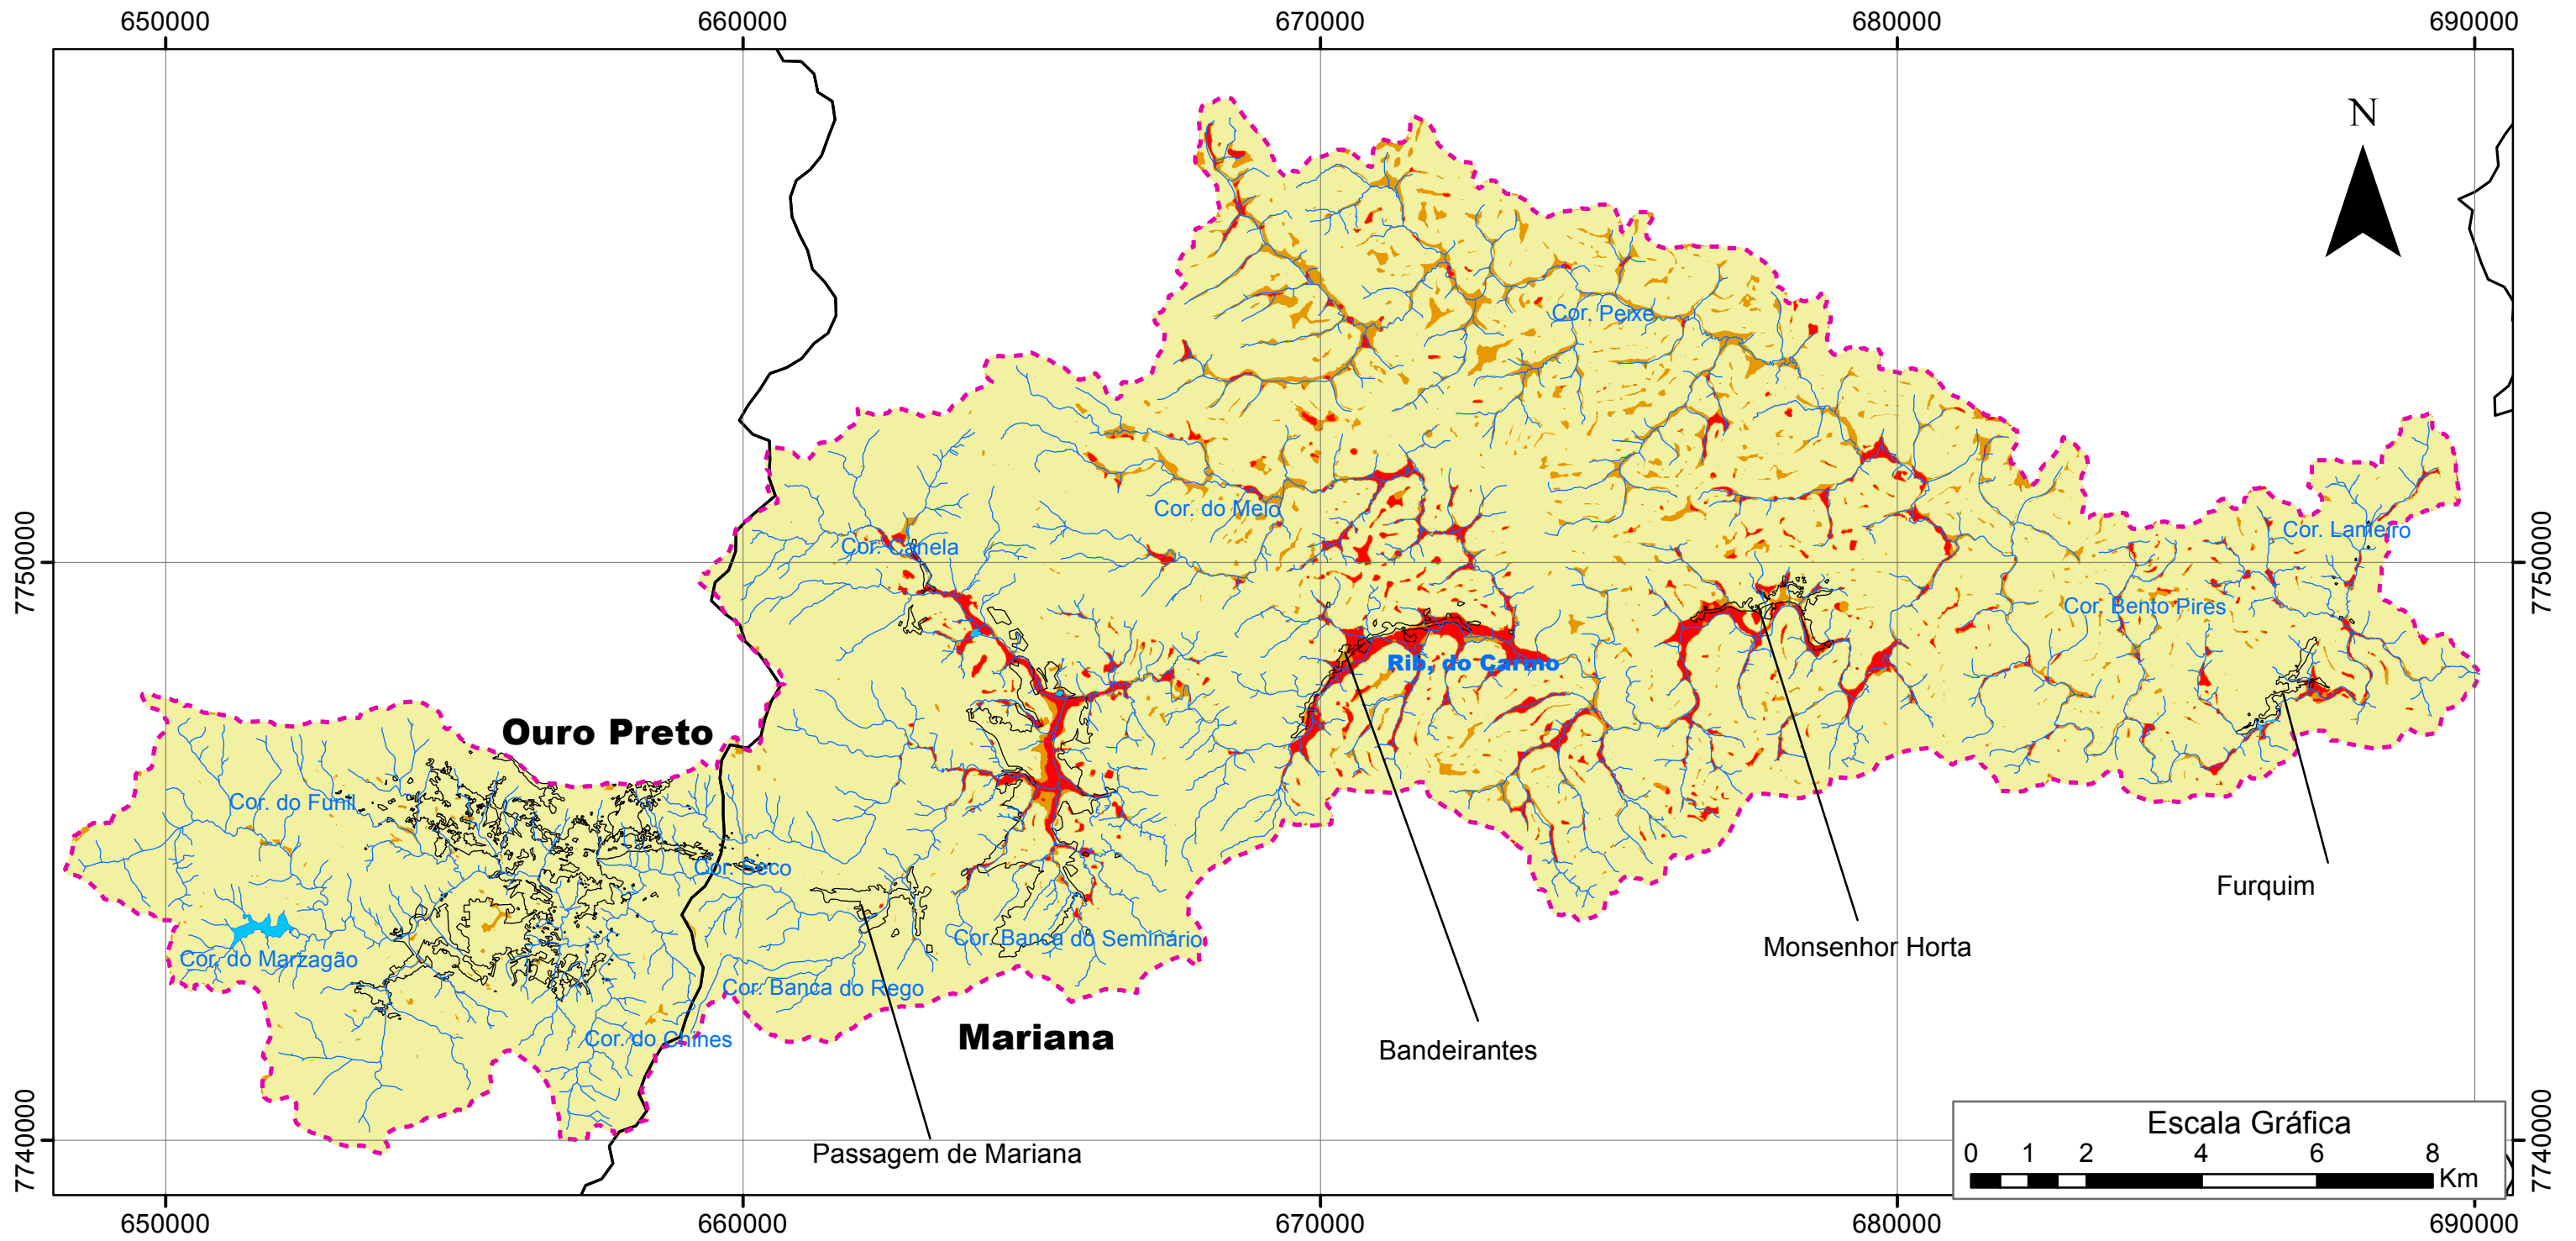 650000 660000 670000 680000 690000
N
Cor. Peixe
Cor. do Melo
Cor. Lameiro
Cor. Canela
7750000
7750000
Cor. Bento Pires
Rib. do Carmo
Ouro Preto
Cor. do Funil
Cor. Seco
Furquim
Cor. Banca do Seminário
Monsenhor Horta
Cor. do Marzagão
Cor. Banca do Rego
Mariana
Cor. do Chines
Bandeirantes
7740000
7740000
Passagem de Mariana
Escala Gráfica
0 1 2 4 6 8
Km
650000 660000 670000 680000 690000